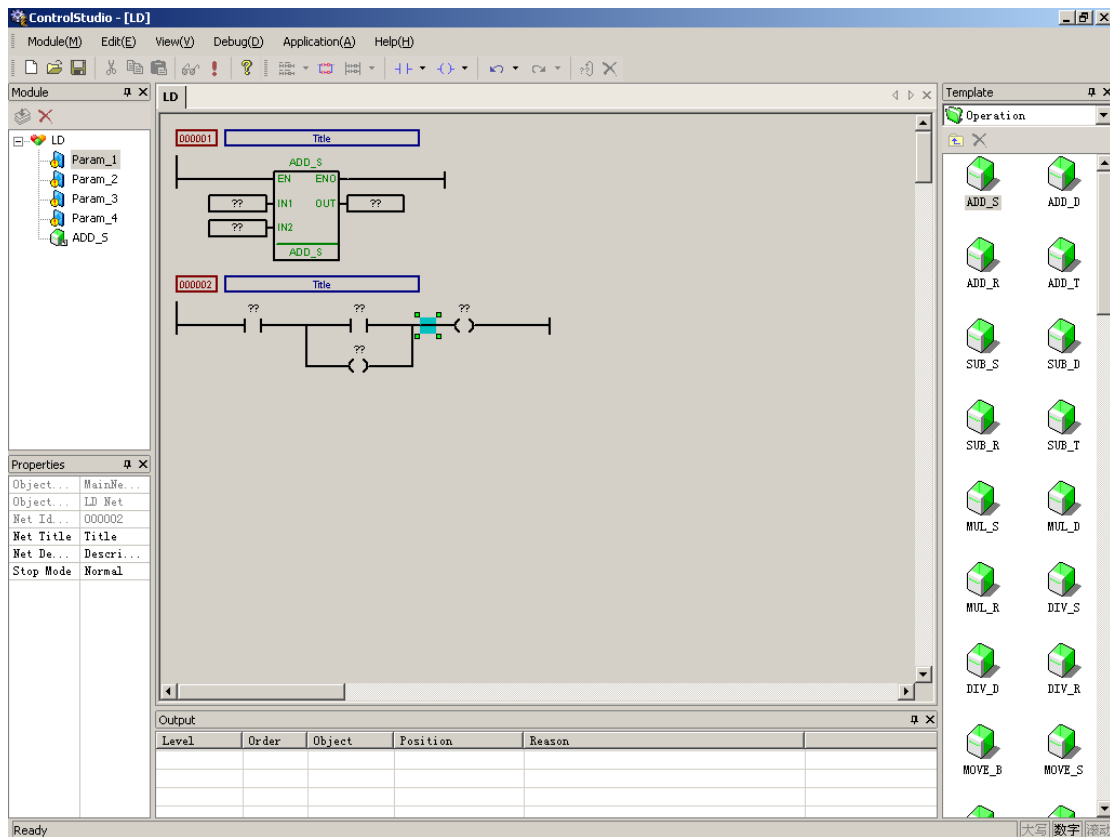 ControlStudio - [LD]
Module(M) Edit(E) View(V) Debug(D) Application(A) Help(H)
Module
LD
Param_1
Param_2
Param_3
Param_4
ADD_S
Properties
Object... MainNe...
Object... LD Net
Net Id... 000002
Net Title Title
Net De... Descri...
Stop Mode Normal
LD
000001 Title
ADD_S
EN ENO
?? IN1 OUT ??
?? IN2
ADD_S
000002 Title
?? ?? ??
??
Output
Level Order Object Position Reason
Template
Operation
ADD_S ADD_D
ADD_R ADD_T
SUB_S SUB_D
SUB_R SUB_T
MUL_S MUL_D
MUL_R DIV_S
DIV_D DIV_R
MOVE_B MOVE_S
Ready 大写 数字 滚动